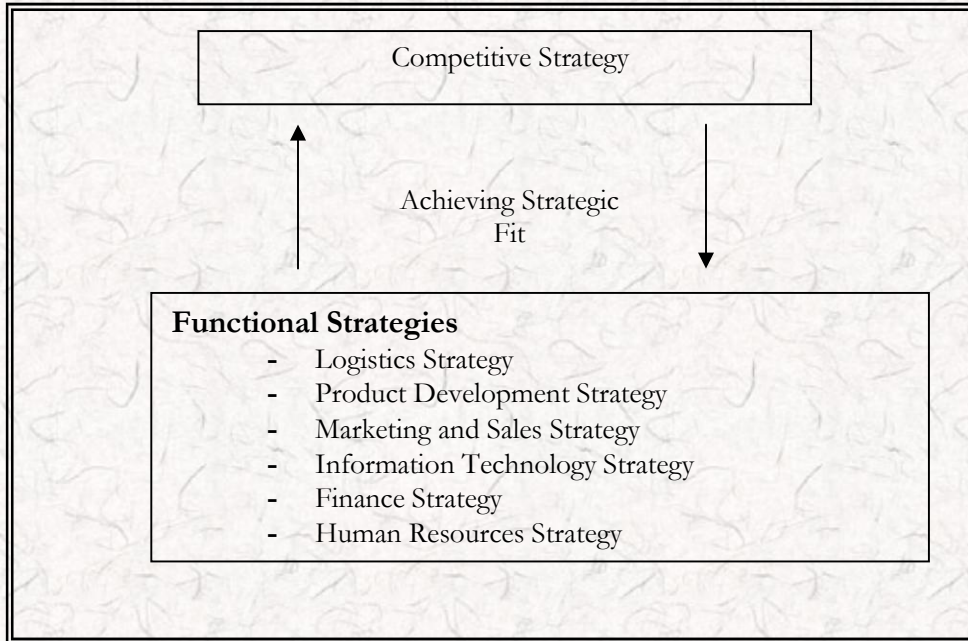 Competitive Strategy
Achieving Strategic
Fit
Functional Strategies
- Logistics Strategy
- Product Development Strategy
- Marketing and Sales Strategy
- Information Technology Strategy
- Finance Strategy
- Human Resources Strategy